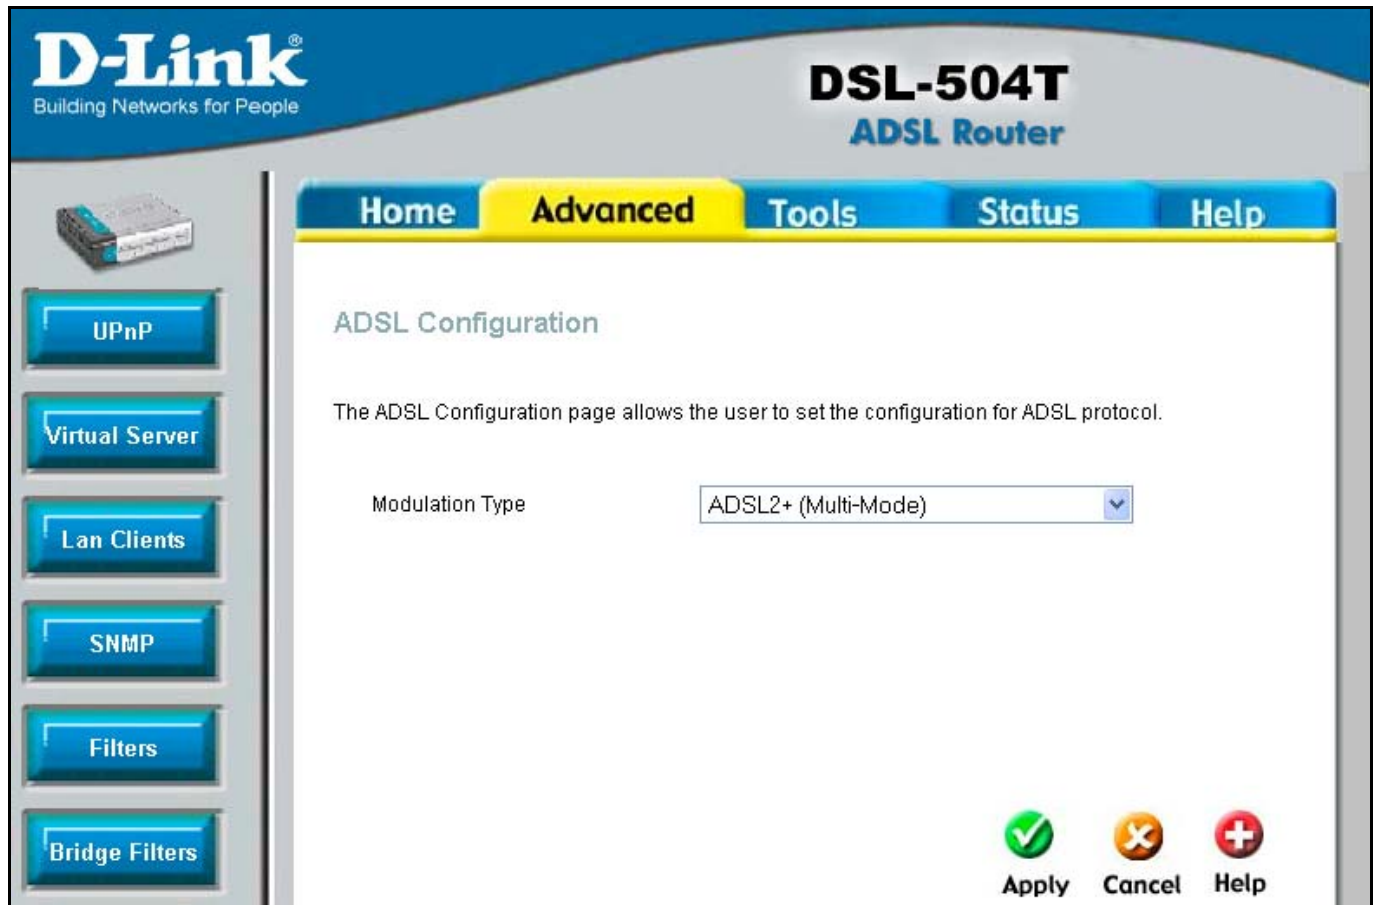 D-Link®
Building Networks for People
DSL-504T
ADSL Router
Home
Advanced
Tools
Status
Help
UPnP
Virtual Server
Lan Clients
SNMP
Filters
Bridge Filters
ADSL Configuration
The ADSL Configuration page allows the user to set the configuration for ADSL protocol.
Modulation Type
ADSL2+ (Multi-Mode)
Apply
Cancel
Help